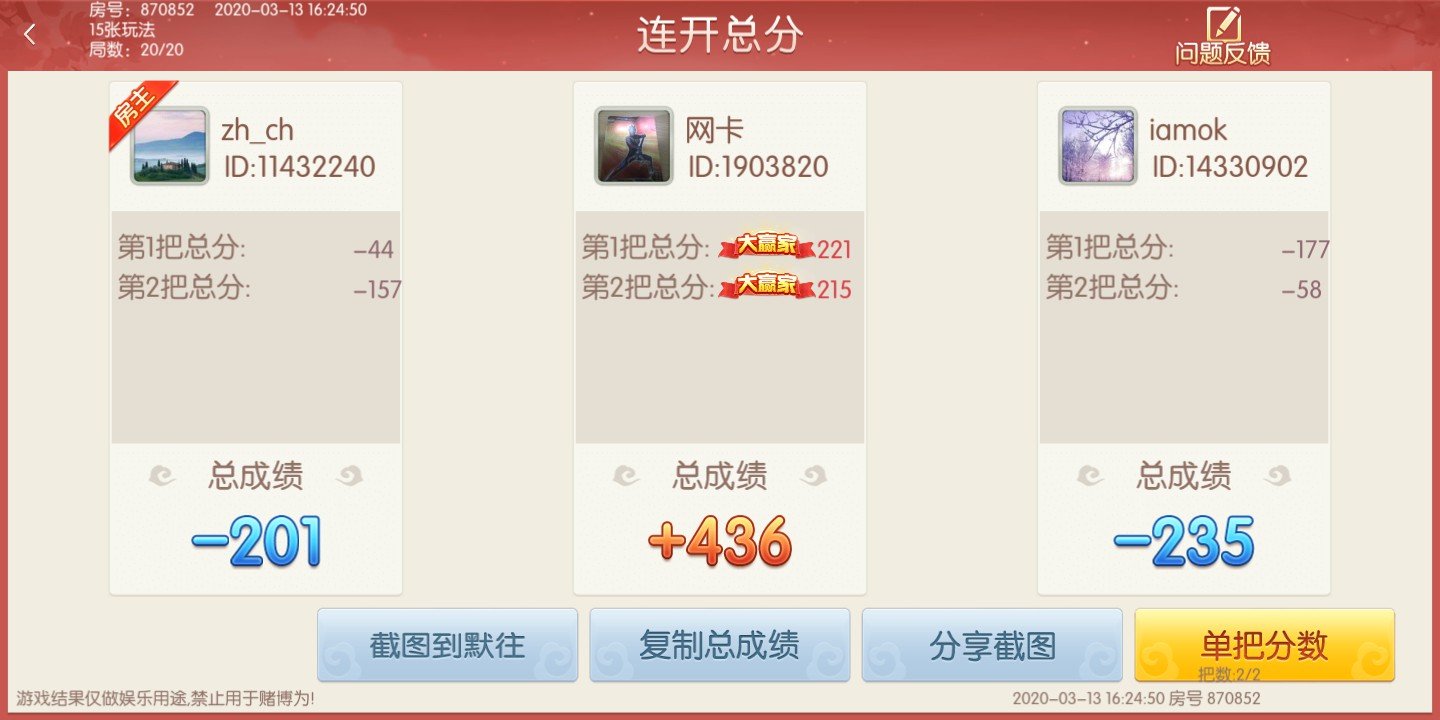 房号：870852 2020-03-13 16:24:50
15张玩法
局数：20/20
连开总分
问题反馈
房主
zh_ch
ID:11432240
第1把总分: -44
第2把总分: -157
总成绩
-201
网卡
ID:1903820
第1把总分: 大赢家 221
第2把总分: 大赢家 215
总成绩
+436
iamok
ID:14330902
第1把总分: -177
第2把总分: -58
总成绩
-235
截图到默往
复制总成绩
分享截图
单把分数
把数:2/2
游戏结果仅做娱乐用途,禁止用于赌博为!
2020-03-13 16:24:50 房号 870852